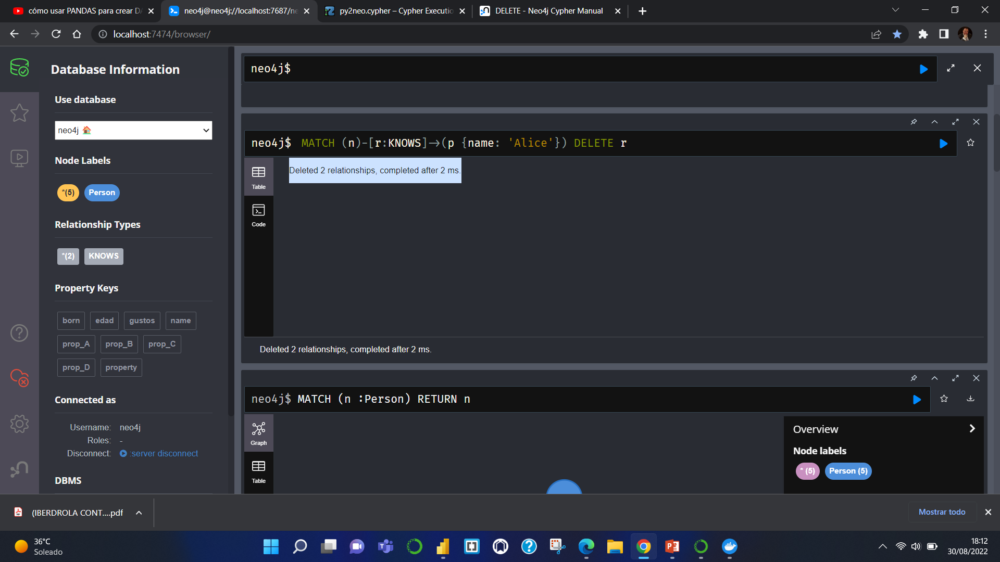 cómo usar PANDAS para crear DA
neo4j@neo4j://localhost:7687/ne
py2neo.cypher – Cypher Executio
DELETE - Neo4j Cypher Manual
localhost:7474/browser/
Database Information
Use database
neo4j
Node Labels
*(5) Person
Relationship Types
*(2) KNOWS
Property Keys
born edad gustos name
prop_A prop_B prop_C
prop_D property
Connected as
Username: neo4j
Roles: -
Disconnect: :server disconnect
DBMS
neo4j$
neo4j$ MATCH (n)-[r:KNOWS]->(p {name: 'Alice'}) DELETE r
Table
Code
Deleted 2 relationships, completed after 2 ms.
Deleted 2 relationships, completed after 2 ms.
neo4j$ MATCH (n :Person) RETURN n
Graph
Table
Overview
Node labels
* (5) Person (5)
(IBERDROLA CONT....pdf
Mostrar todo
36°C
Soleado
18:12
30/08/2022